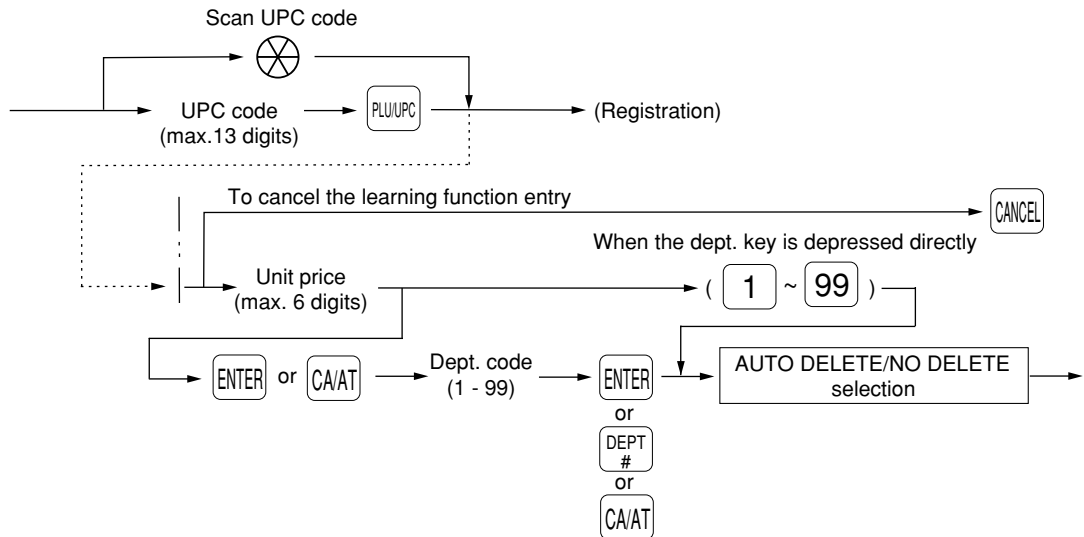 Scan UPC code
UPC code
(max.13 digits)
PLU/UPC
(Registration)
To cancel the learning function entry
CANCEL
When the dept. key is depressed directly
Unit price
(max. 6 digits)
( 1 ~ 99 )
ENTER or CA/AT
Dept. code
(1 - 99)
ENTER
or
DEPT
#
or
CA/AT
AUTO DELETE/NO DELETE
selection